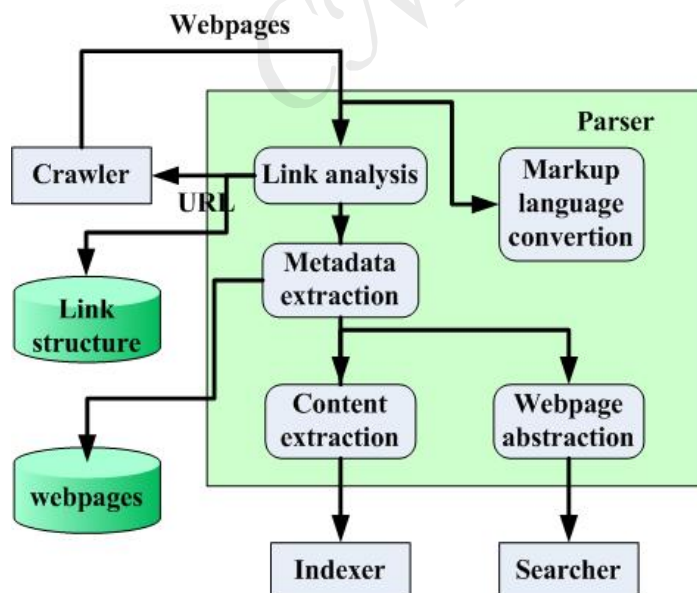 Webpages
Parser
Crawler
URL
Link analysis
Markup
language
convertion
Metadata
extraction
Link
structure
Content
extraction
Webpage
abstraction
webpages
Indexer
Searcher